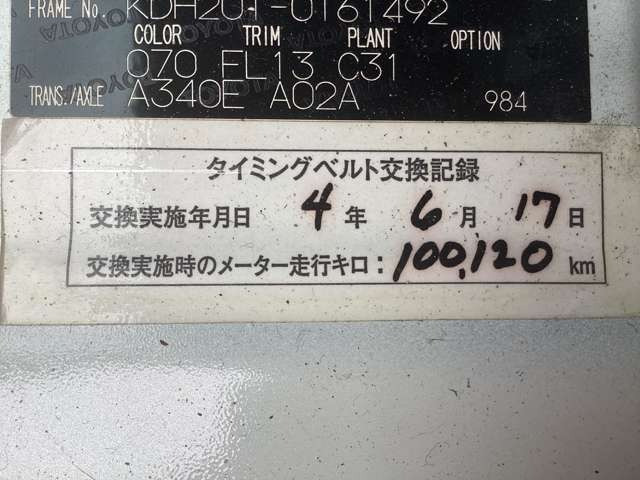 FRAME No. KDH201-0161492
COLOR TRIM PLANT OPTION
070 FL13 C31
TRANS./AXLE A340E A02A 984
タイミングベルト交換記録
交換実施年月日 4 年 6 月 17 日
交換実施時のメーター走行キロ：100,120 km